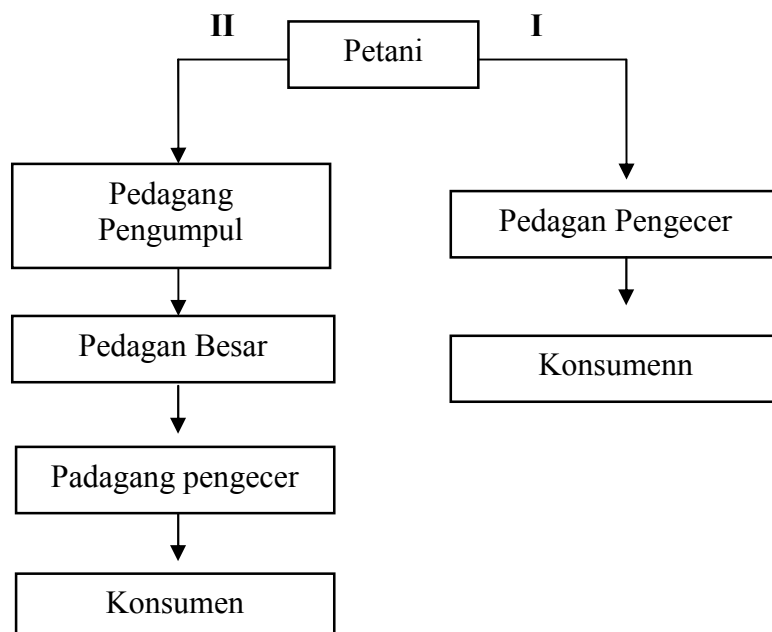 II
Petani
I
Pedagang
Pengumpul
Pedagan Pengecer
Pedagan Besar
Konsumenn
Padagang pengecer
Konsumen